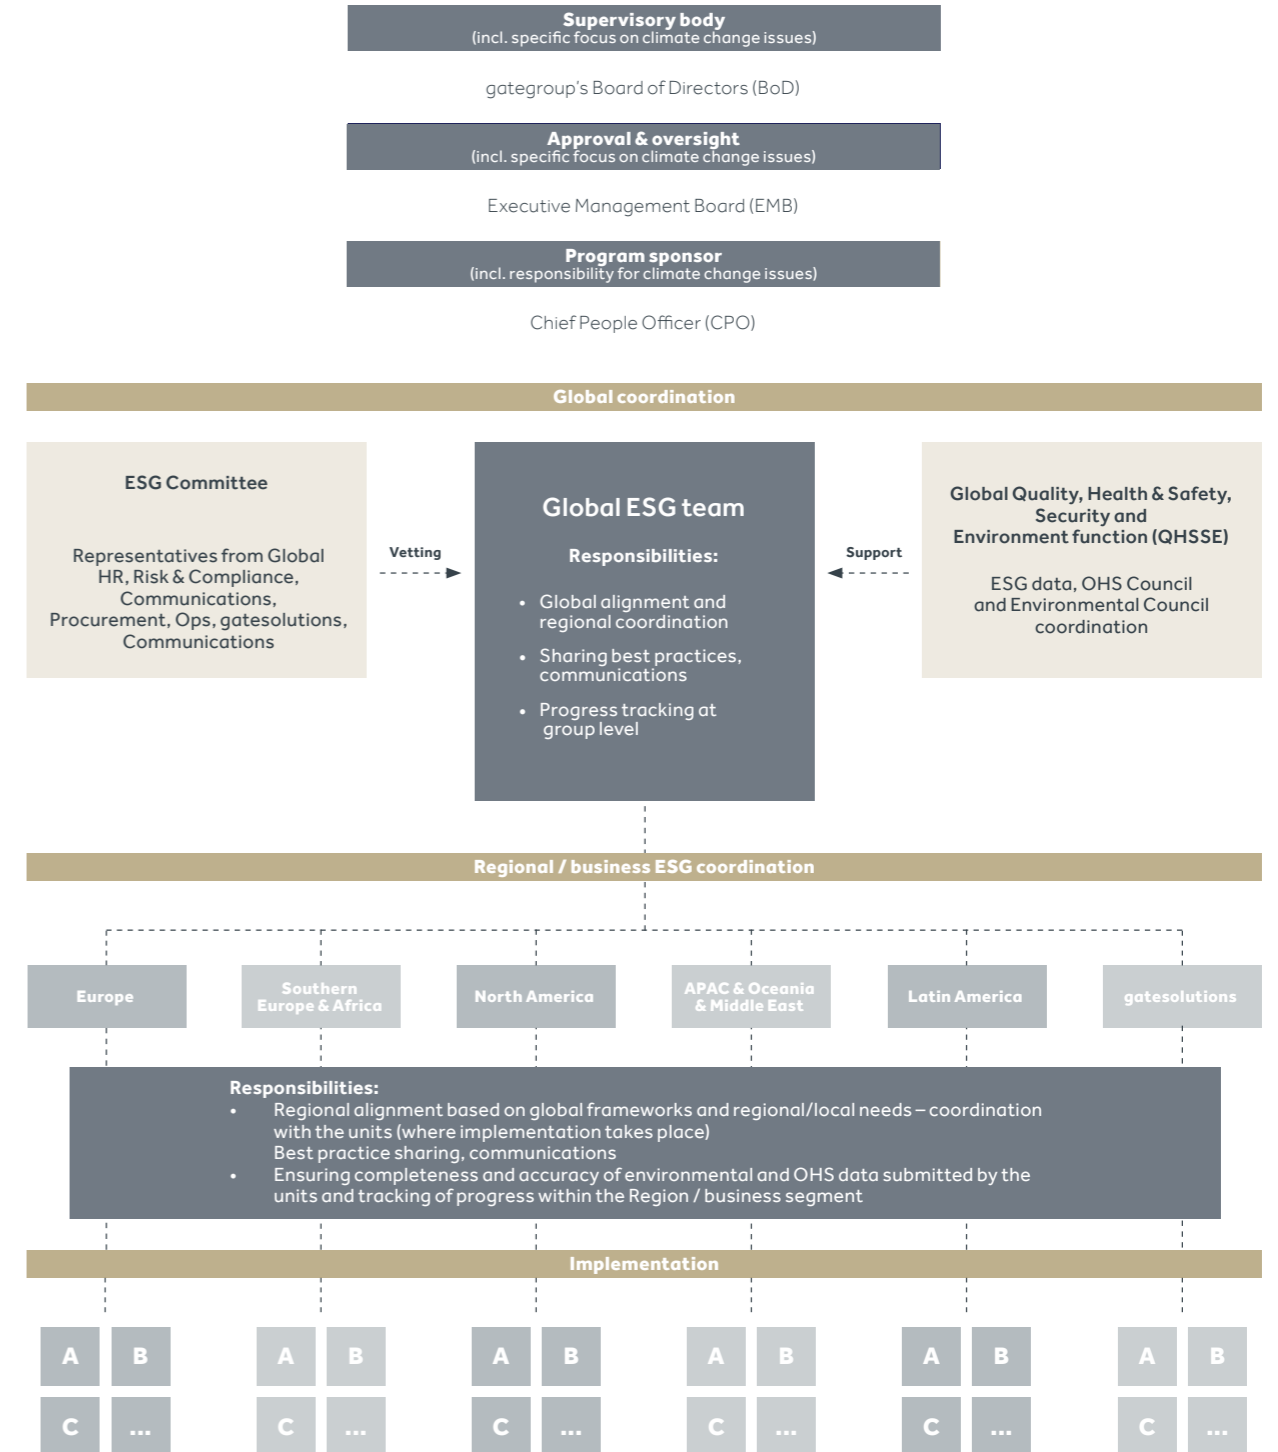 Supervisory body
(incl. specific focus on climate change issues)
gategroup's Board of Directors (BoD)
Approval & oversight
(incl. specific focus on climate change issues)
Executive Management Board (EMB)
Program sponsor
(incl. responsibility for climate change issues)
Chief People Officer (CPO)
Global coordination
ESG Committee
Representatives from Global
HR, Risk & Compliance,
Communications,
Procurement, Ops, gatesolutions,
Communications
Vetting
Global ESG team
Responsibilities:
• Global alignment and
regional coordination
• Sharing best practices,
communications
• Progress tracking at
group level
Support
Global Quality, Health & Safety,
Security and
Environment function (QHSSE)
ESG data, OHS Council
and Environmental Council
coordination
Regional / business ESG coordination
Europe
Southern
Europe & Africa
North America
APAC & Oceania
& Middle East
Latin America
gatesolutions
Responsibilities:
• Regional alignment based on global frameworks and regional/local needs – coordination
with the units (where implementation takes place)
Best practice sharing, communications
• Ensuring completeness and accuracy of environmental and OHS data submitted by the
units and tracking of progress within the Region / business segment
Implementation
A B A B A B A B A B A B
C ... C ... C ... C ... C ... C ...